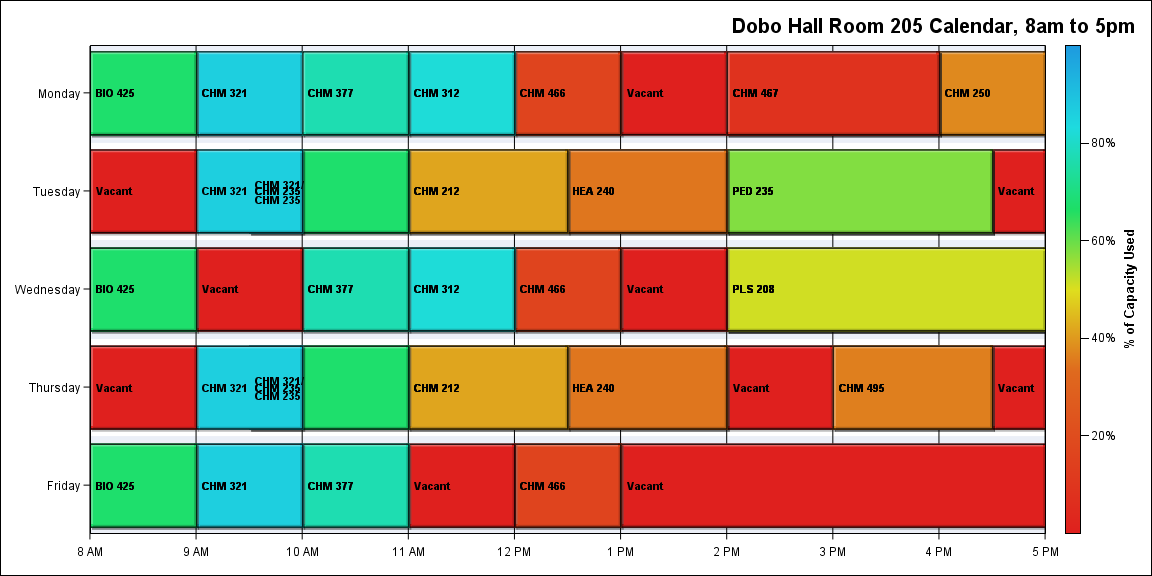 Dobo Hall Room 205 Calendar, 8am to 5pm
Monday
BIO 425
CHM 321
CHM 377
CHM 312
CHM 466
Vacant
CHM 467
CHM 250
Tuesday
Vacant
CHM 321
CHM 321/
CHM 235
CHM 235
CHM 212
HEA 240
PED 235
Vacant
Wednesday
BIO 425
Vacant
CHM 377
CHM 312
CHM 466
Vacant
PLS 208
Thursday
Vacant
CHM 321
CHM 321/
CHM 235
CHM 235
CHM 212
HEA 240
Vacant
CHM 495
Vacant
Friday
BIO 425
CHM 321
CHM 377
Vacant
CHM 466
Vacant
8 AM
9 AM
10 AM
11 AM
12 PM
1 PM
2 PM
3 PM
4 PM
5 PM
80%
60%
40%
20%
% of Capacity Used